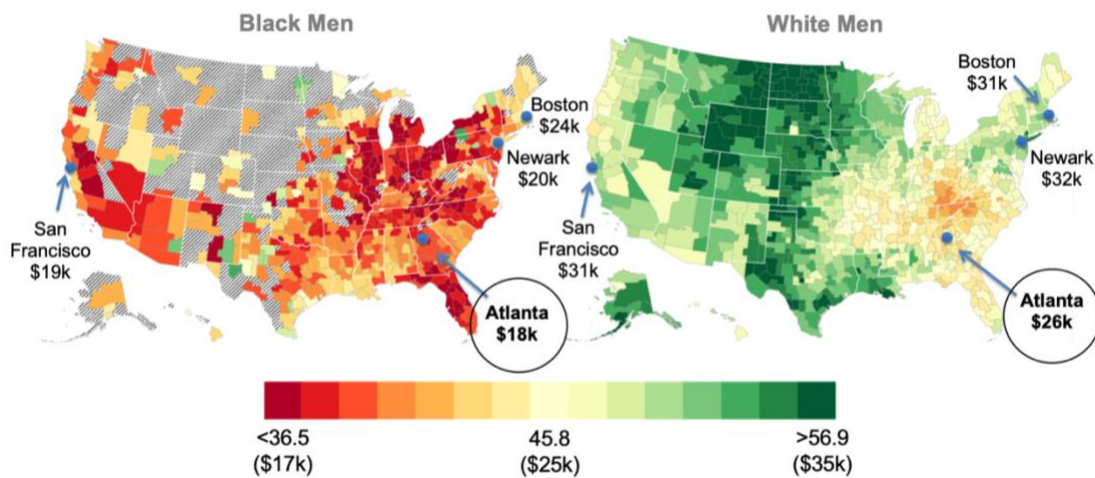 Black Men
White Men
Boston
$24k
Newark
$20k
San
Francisco
$19k
Atlanta
$18k
Boston
$31k
Newark
$32k
San
Francisco
$31k
Atlanta
$26k
<36.5 45.8 >56.9
($17k) ($25k) ($35k)